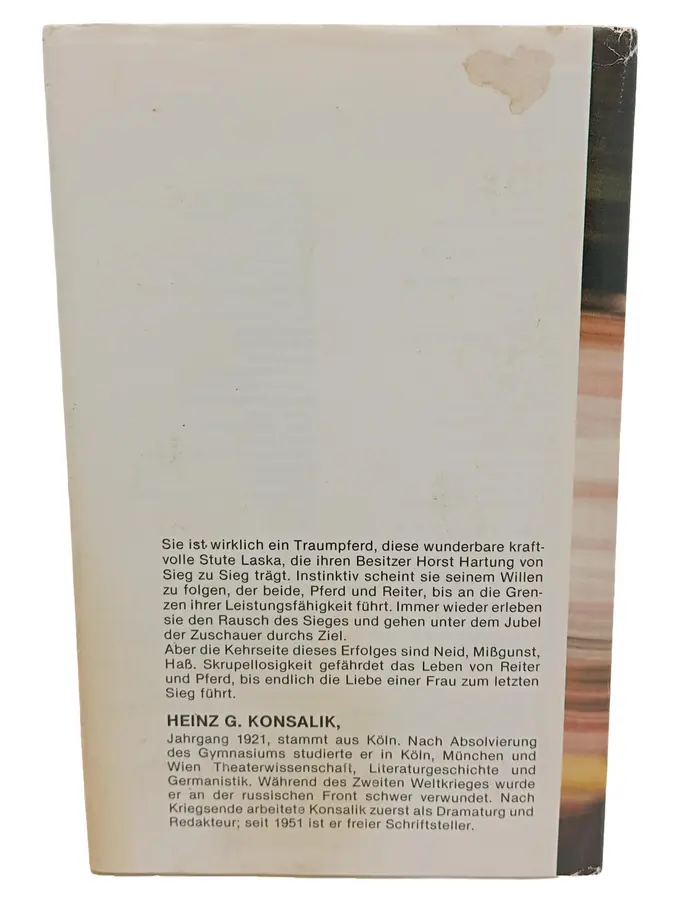 Sie ist wirklich ein Traumpferd, diese wunderbare kraft-
volle Stute Laska, die ihren Besitzer Horst Hartung von
Sieg zu Sieg trägt. Instinktiv scheint sie seinem Willen
zu folgen, der beide, Pferd und Reiter, bis an die Gren-
zen ihrer Leistungsfähigkeit führt. Immer wieder erleben
sie den Rausch des Sieges und gehen unter dem Jubel
der Zuschauer durchs Ziel.
Aber die Kehrseite dieses Erfolges sind Neid, Mißgunst,
Haß. Skrupellosigkeit gefährdet das Leben von Reiter
und Pferd, bis endlich die Liebe einer Frau zum letzten
Sieg führt.
HEINZ G. KONSALIK,
Jahrgang 1921, stammt aus Köln. Nach Absolvierung
des Gymnasiums studierte er in Köln, München und
Wien Theaterwissenschaft, Literaturgeschichte und
Germanistik. Während des Zweiten Weltkrieges wurde
er an der russischen Front schwer verwundet. Nach
Kriegsende arbeitete Konsalik zuerst als Dramaturg und
Redakteur; seit 1951 ist er freier Schriftsteller.